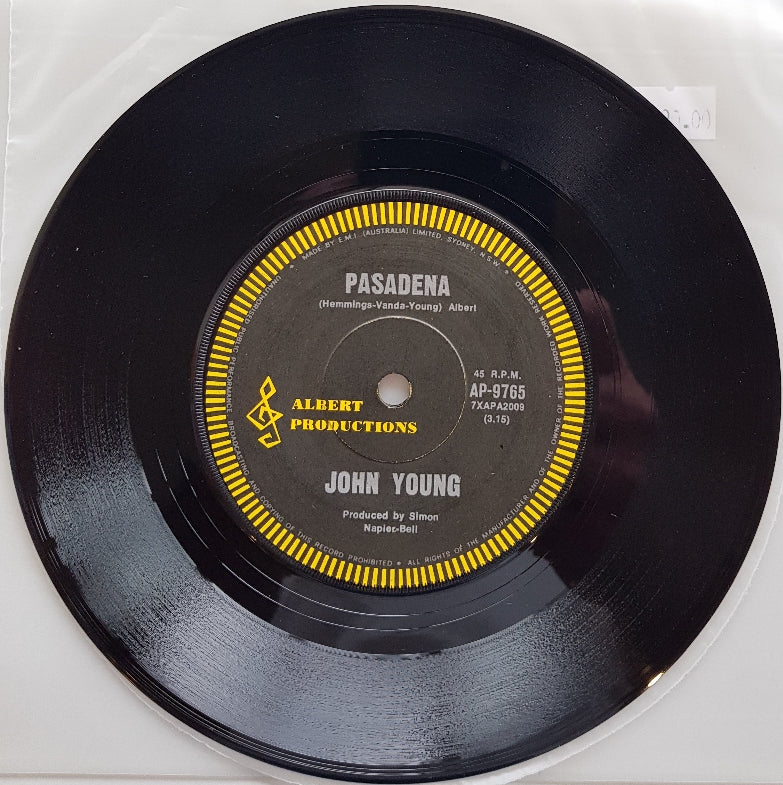 MADE BY E.M.I. (AUSTRALIA) LIMITED, SYDNEY, N.S.W.
PASADENA
(Hemmings-Vanda-Young) Albert
45 R.P.M.
AP-9765
7XAPA2009
(3.15)
ALBERT
PRODUCTIONS
JOHN YOUNG
Produced by Simon
Napier-Bell
UNAUTHORISED PUBLIC PERFORMANCE BROADCASTING AND COPYING OF THIS RECORD PROHIBITED • ALL RIGHTS OF THE MANUFACTURER AND OF THE OWNER OF THE RECORDED WORK RESERVED